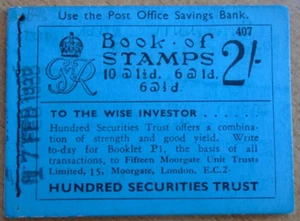 Use the Post Office Savings Bank.
Book of
407
STAMPS
2/-
10 @ 1½d. 6 @ 1d.
6 @ ½d.
TO THE WISE INVESTOR . . . . .
Hundred Securities Trust offers a combina-
tion of strength and good yield. Write
to-day for Booklet P1, the basis of all
transactions, to Fifteen Moorgate Unit Trusts
Limited, 15, Moorgate, London, E.C.2·
HUNDRED SECURITIES TRUST